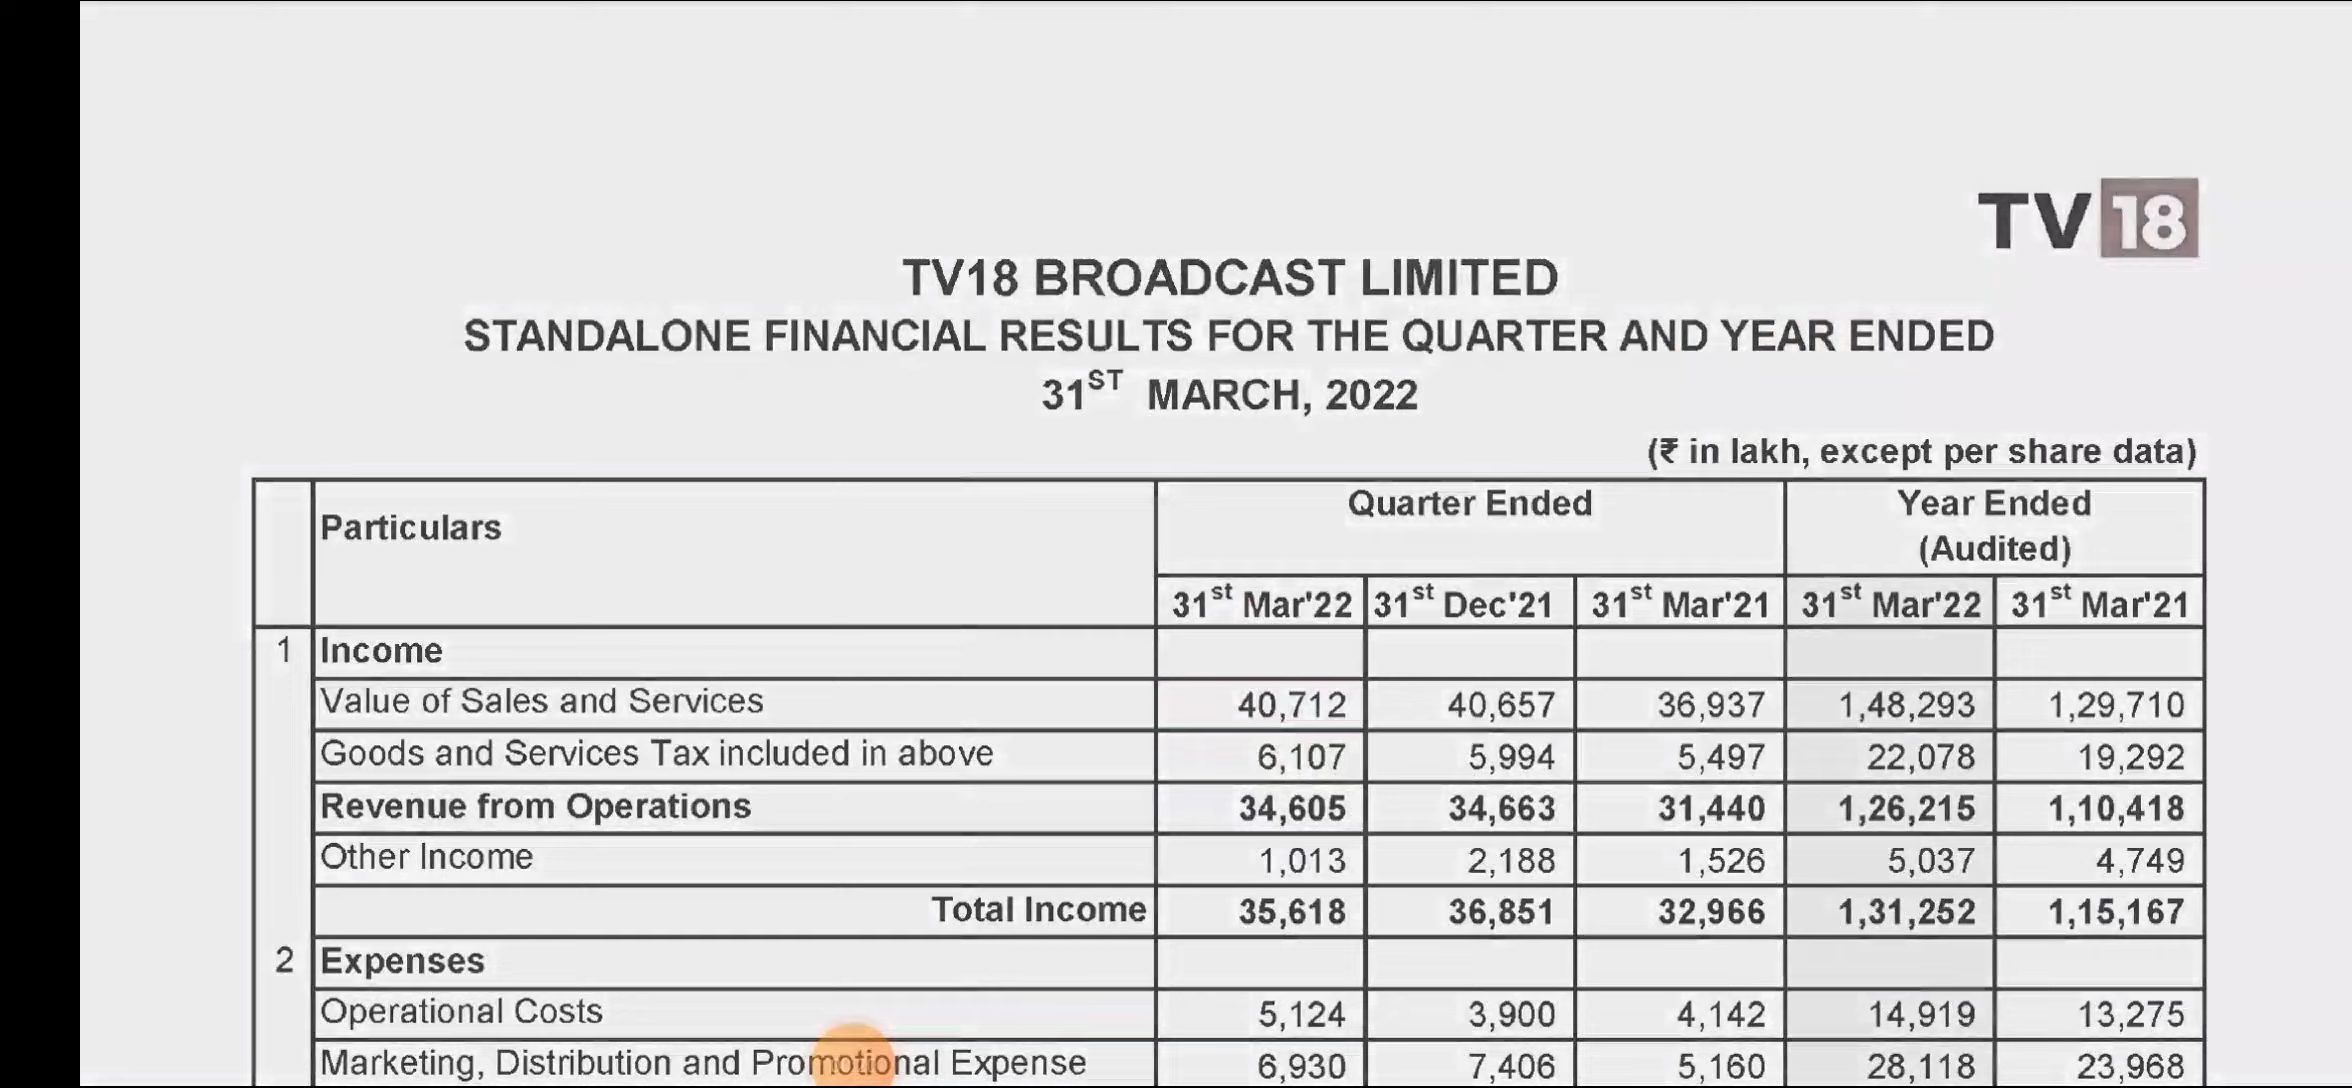 TV18
TV18 BROADCAST LIMITED
STANDALONE FINANCIAL RESULTS FOR THE QUARTER AND YEAR ENDED
31ST MARCH, 2022
(₹ in lakh, except per share data)
Particulars Quarter Ended Year Ended
(Audited)
31st Mar'22 31st Dec'21 31st Mar'21 31st Mar'22 31st Mar'21
1 Income
Value of Sales and Services 40,712 40,657 36,937 1,48,293 1,29,710
Goods and Services Tax included in above 6,107 5,994 5,497 22,078 19,292
Revenue from Operations 34,605 34,663 31,440 1,26,215 1,10,418
Other Income 1,013 2,188 1,526 5,037 4,749
Total Income 35,618 36,851 32,966 1,31,252 1,15,167
2 Expenses
Operational Costs 5,124 3,900 4,142 14,919 13,275
Marketing, Distribution and Promotional Expense 6,930 7,406 5,160 28,118 23,968